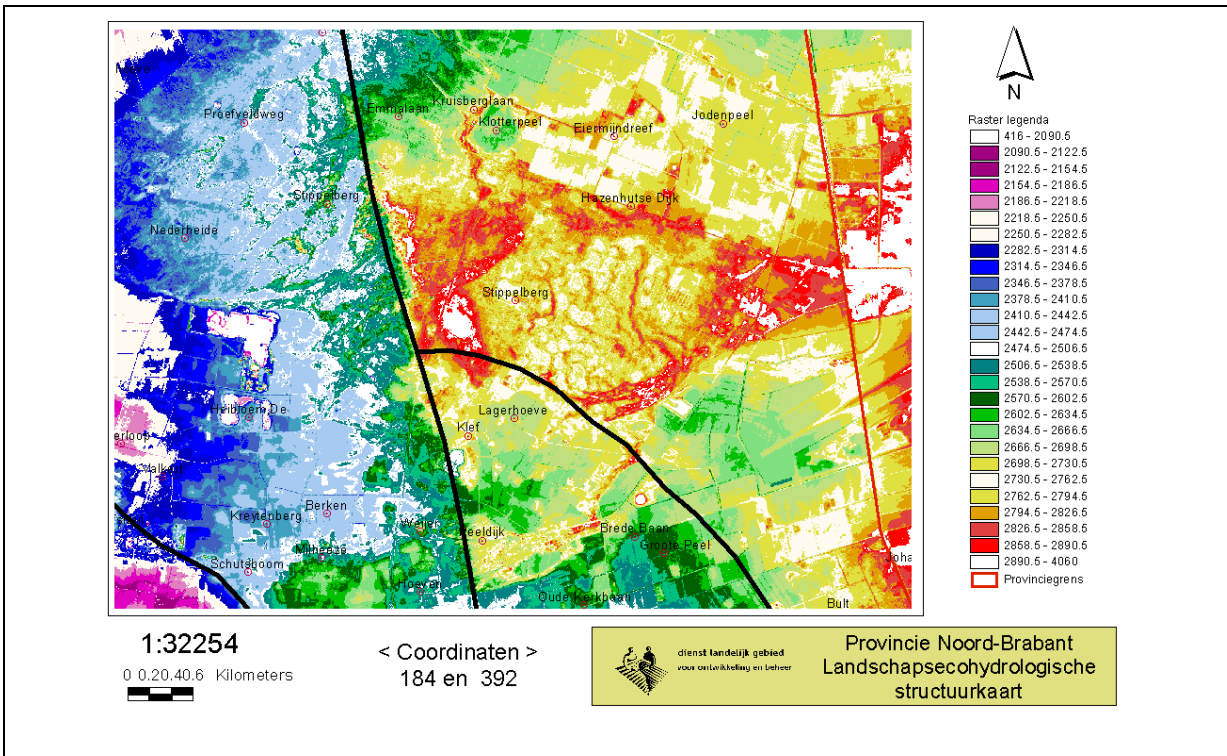 Proefveldweg
Emmalaan
Kruisberglaan
Klotterpeel
Eiermijndreef
Jodenpeel
Stippelberg
Hazenhutse Dijk
Nederheide
Stippelberg
Heibloem De
Lagerhoeve
Klef
erloop
Kreytenberg
Berken
Milheeze
Schutsboom
Hoeven
Brede Baan
Groote Peel
Oude Kerkbaan
Bult
Joha
N
Raster legenda
416 - 2090.5
2090.5 - 2122.5
2122.5 - 2154.5
2154.5 - 2186.5
2186.5 - 2218.5
2218.5 - 2250.5
2250.5 - 2282.5
2282.5 - 2314.5
2314.5 - 2346.5
2346.5 - 2378.5
2378.5 - 2410.5
2410.5 - 2442.5
2442.5 - 2474.5
2474.5 - 2506.5
2506.5 - 2538.5
2538.5 - 2570.5
2570.5 - 2602.5
2602.5 - 2634.5
2634.5 - 2666.5
2666.5 - 2698.5
2698.5 - 2730.5
2730.5 - 2762.5
2762.5 - 2794.5
2794.5 - 2826.5
2826.5 - 2858.5
2858.5 - 2890.5
2890.5 - 4060
Provinciegrens
1:32254
0 0.20.40.6 Kilometers
< Coordinaten >
184 en 392
dienst landelijk gebied
voor ontwikkeling en beheer
Provincie Noord-Brabant
Landschapsecohydrologische
structuurkaart